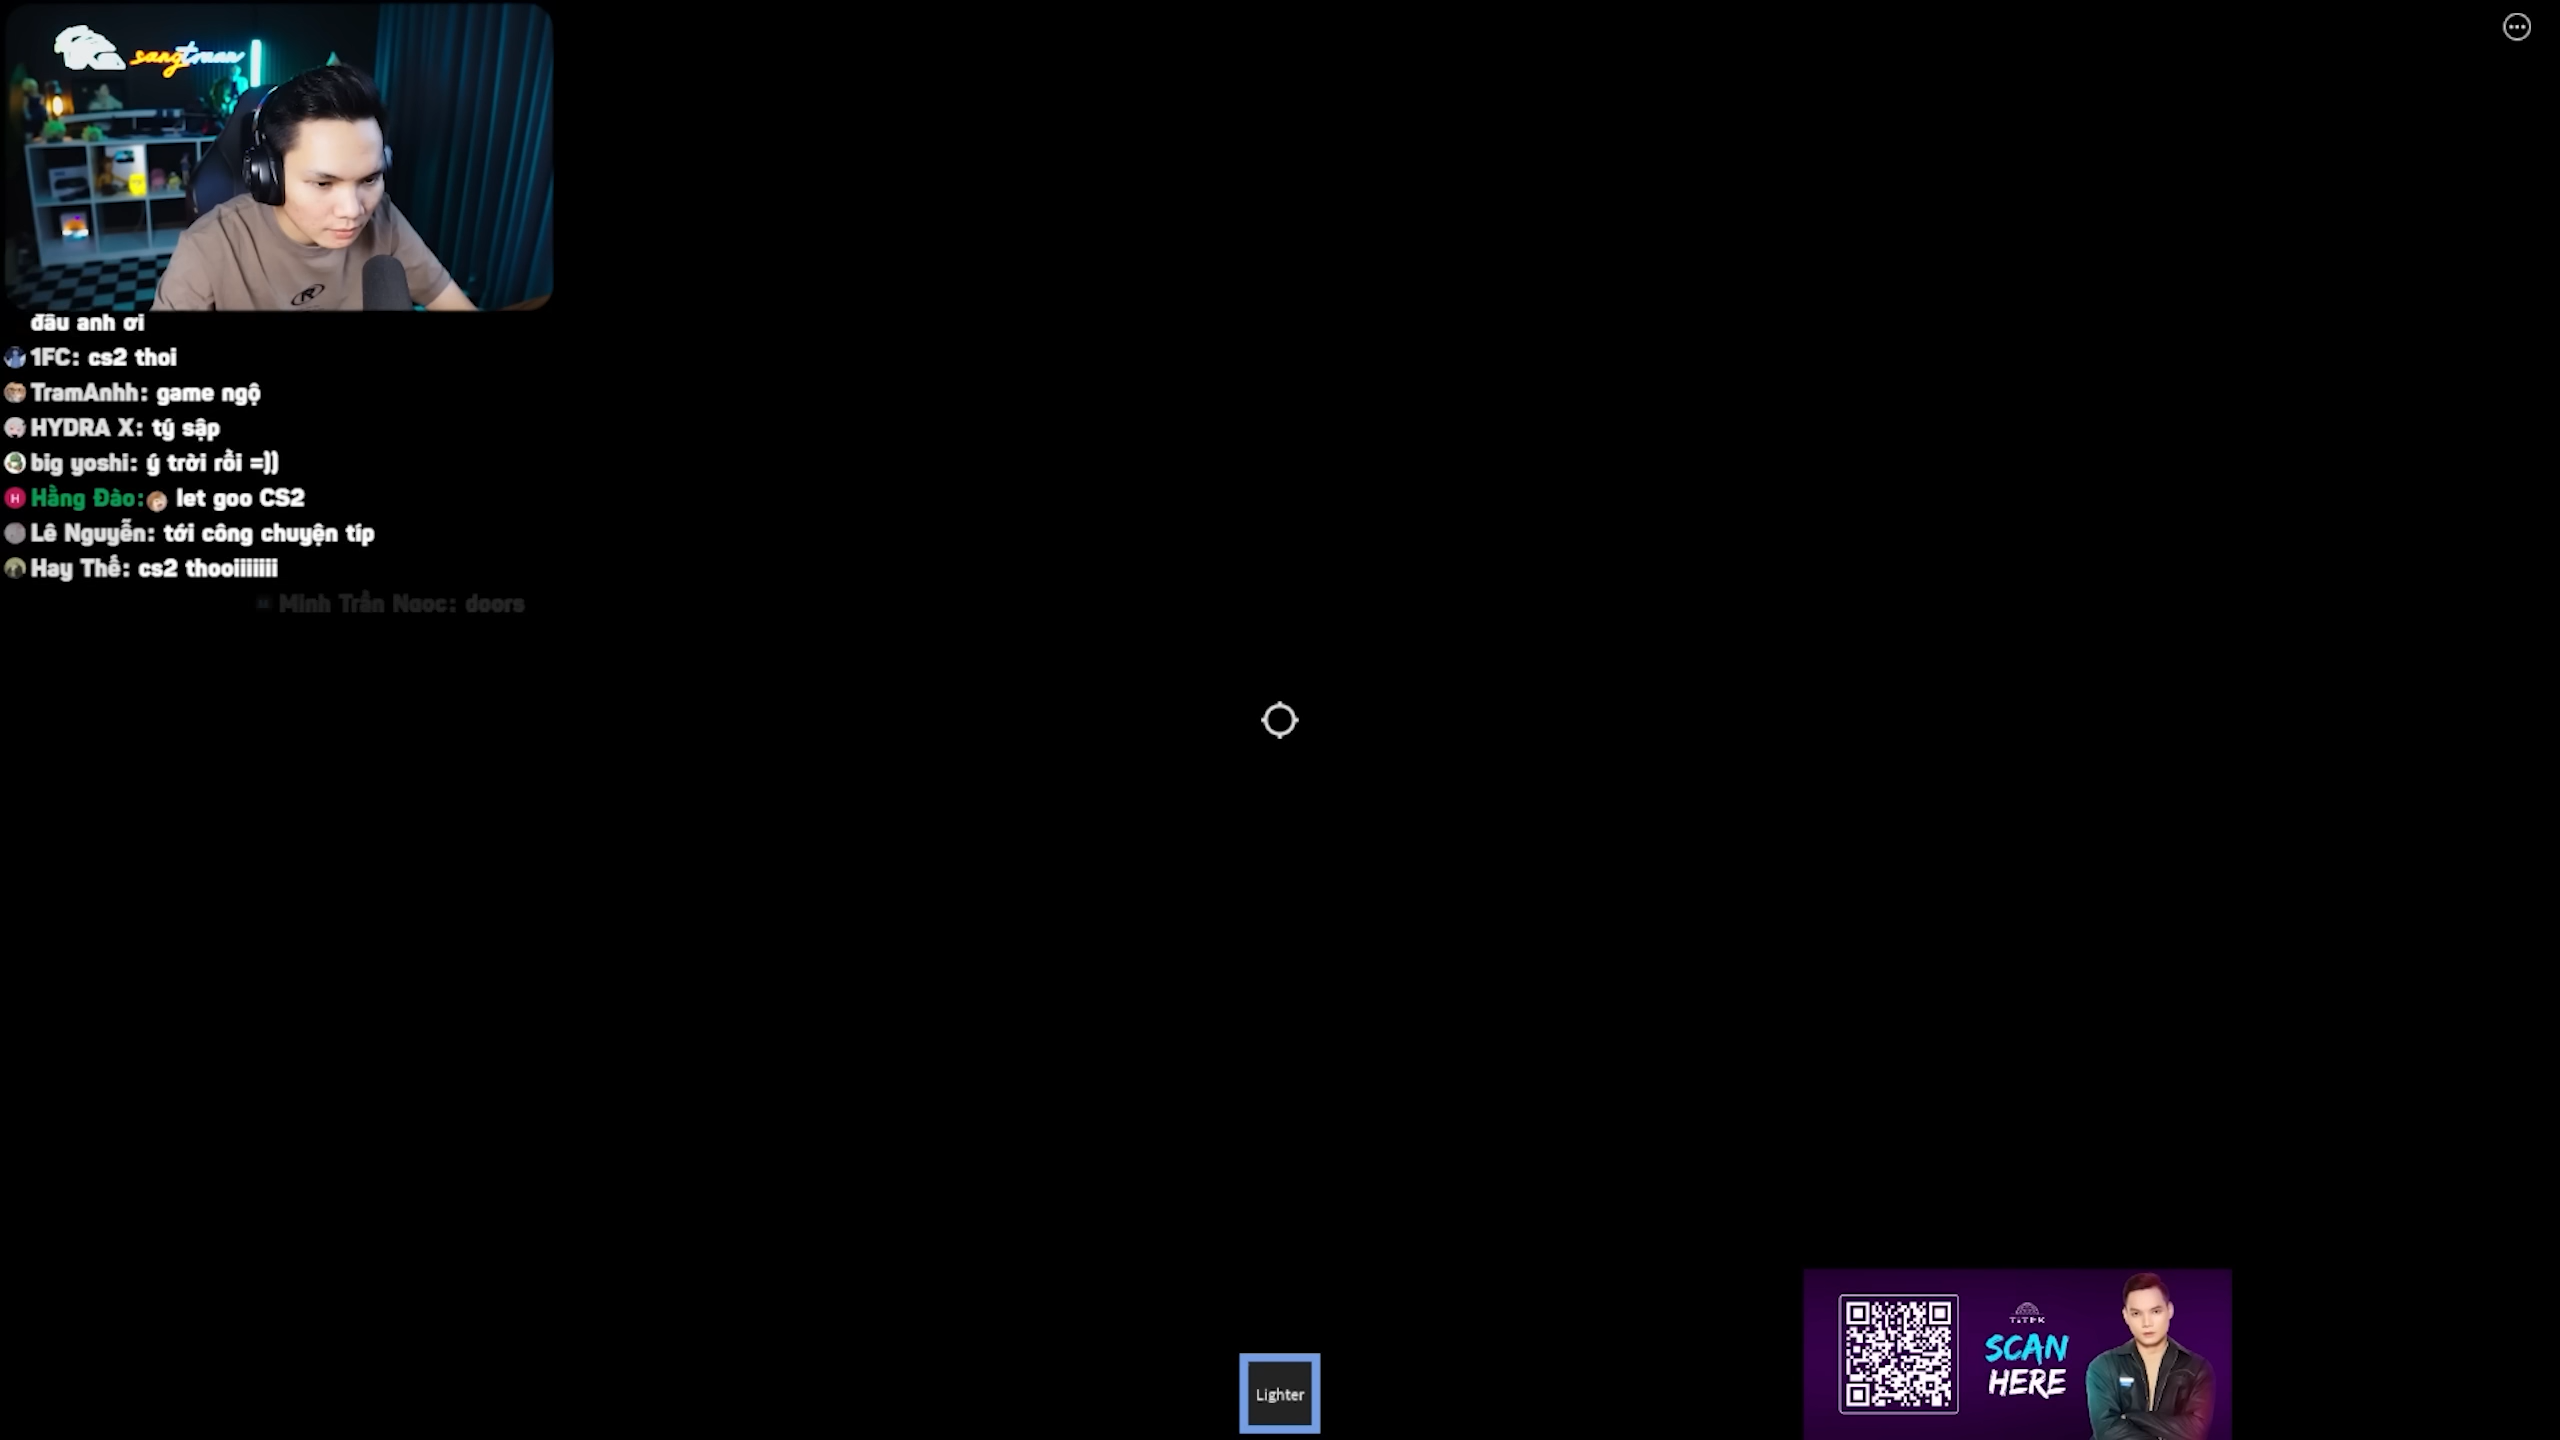 sangtraan
đâu anh ơi
1FC: cs2 thoi
TramAnhh: game ngộ
HYDRA X: tý sập
big yoshi: ý trời rồi =))
H Hằng Đào: let goo CS2
Lê Nguyễn: tới công chuyện típ
Hay Thế: cs2 thooiiiiiii
Minh Trần Ngọc: doors
Lighter
SCAN
HERE